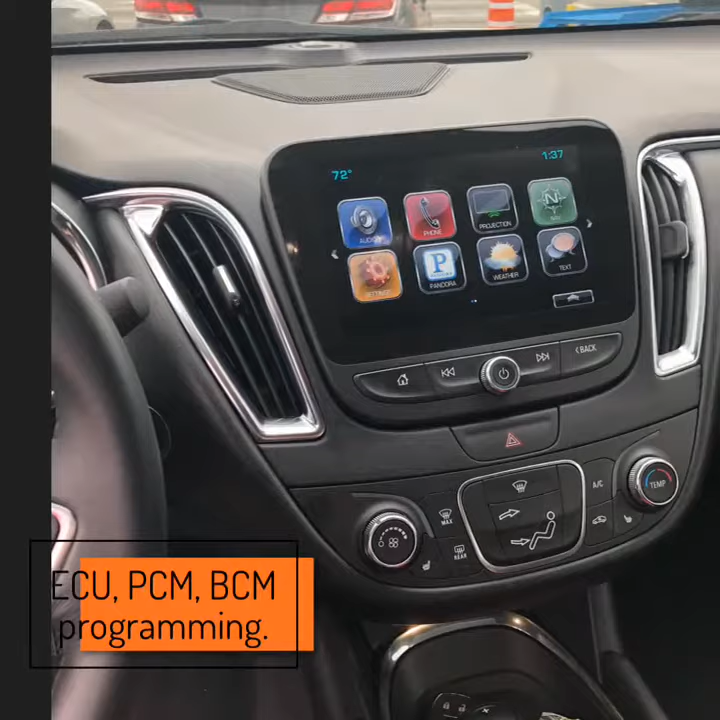 72° 1:37
AUDIO PHONE PROJECTION NAV
SETTINGS PANDORA WEATHER TEXT
BACK
A/C TEMP
MAX
REAR
ECU, PCM, BCM
programming.